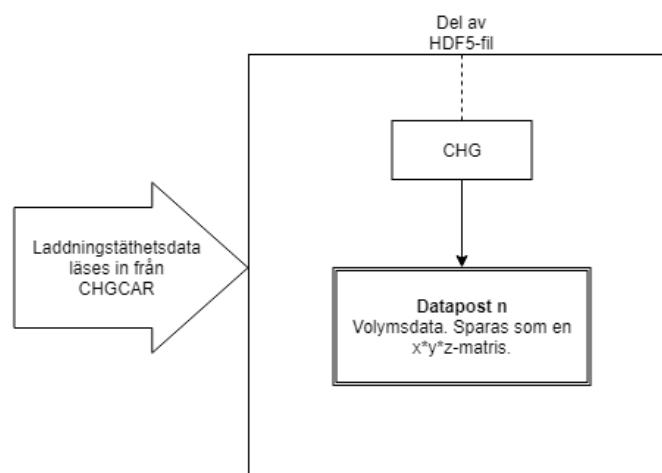 Del av
HDF5-fil
CHG
Laddningstäthetsdata
läses in från
CHGCAR
Datapost n
Volymsdata. Sparas som en
x*y*z-matris.